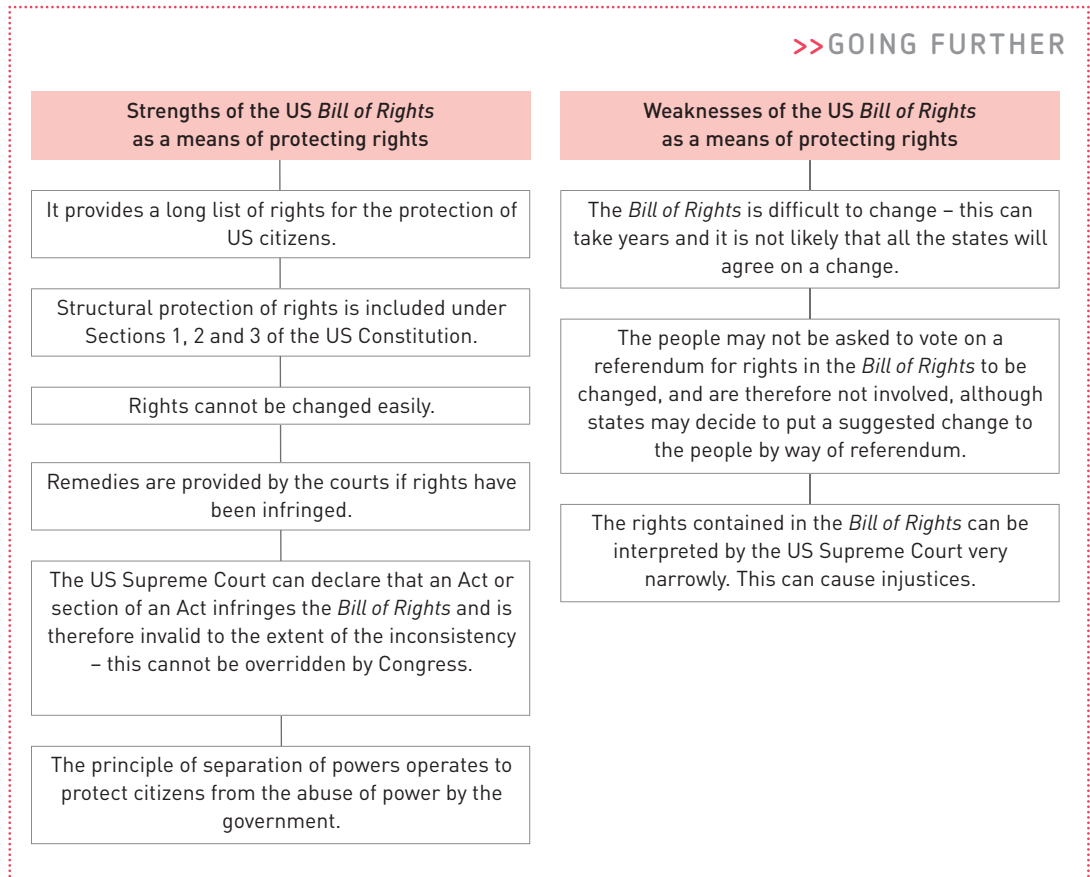 >>GOING FURTHER
Strengths of the US Bill of Rights
as a means of protecting rights
It provides a long list of rights for the protection of
US citizens.
Structural protection of rights is included under
Sections 1, 2 and 3 of the US Constitution.
Rights cannot be changed easily.
Remedies are provided by the courts if rights have
been infringed.
The US Supreme Court can declare that an Act or
section of an Act infringes the Bill of Rights and is
therefore invalid to the extent of the inconsistency
– this cannot be overridden by Congress.
The principle of separation of powers operates to
protect citizens from the abuse of power by the
government.
Weaknesses of the US Bill of Rights
as a means of protecting rights
The Bill of Rights is difficult to change – this can
take years and it is not likely that all the states will
agree on a change.
The people may not be asked to vote on a
referendum for rights in the Bill of Rights to be
changed, and are therefore not involved, although
states may decide to put a suggested change to
the people by way of referendum.
The rights contained in the Bill of Rights can be
interpreted by the US Supreme Court very
narrowly. This can cause injustices.